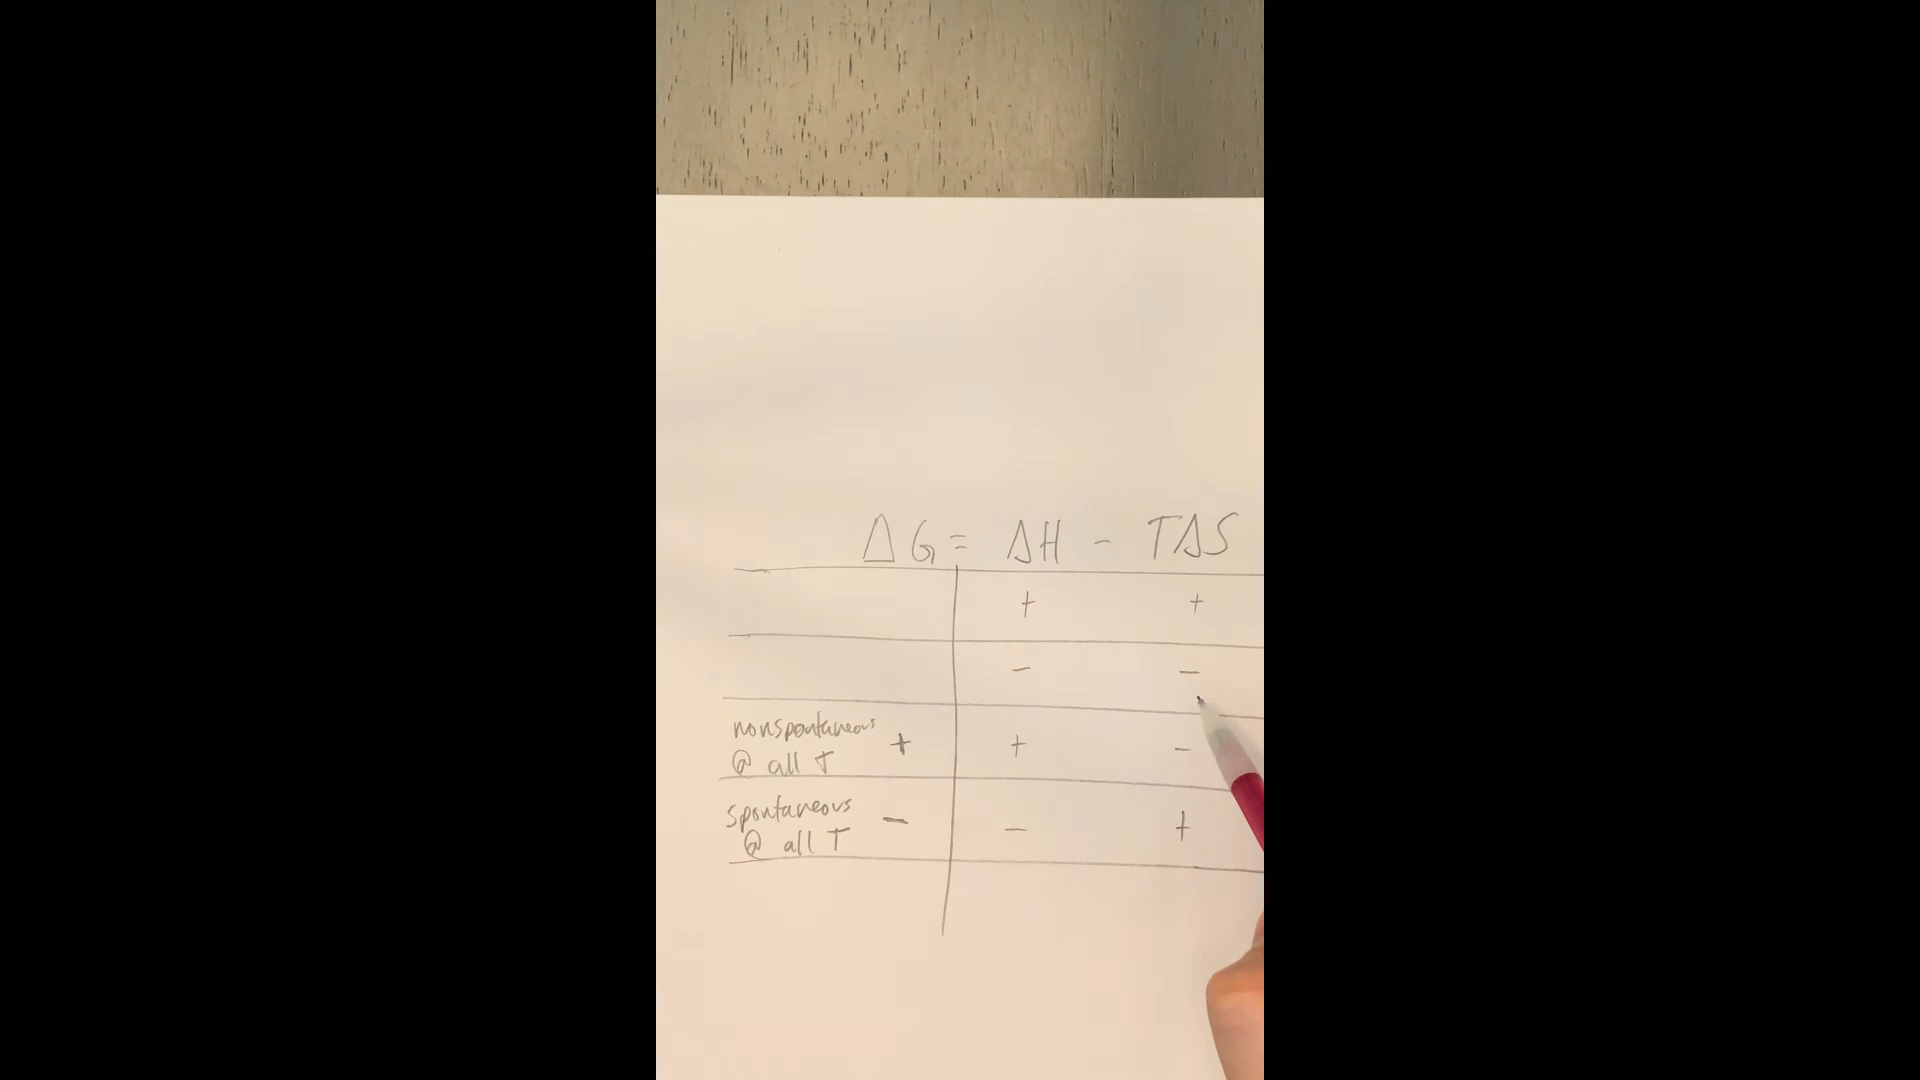 ΔG = ΔH - TΔS
+ +
- -
nonspontaneous @ all T + + -
spontaneous @ all T - - +